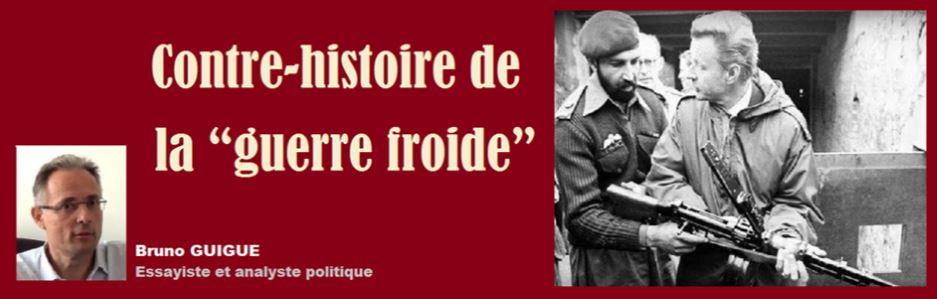 Contre-histoire de
la “guerre froide”
Bruno GUIGUE
Essayiste et analyste politique